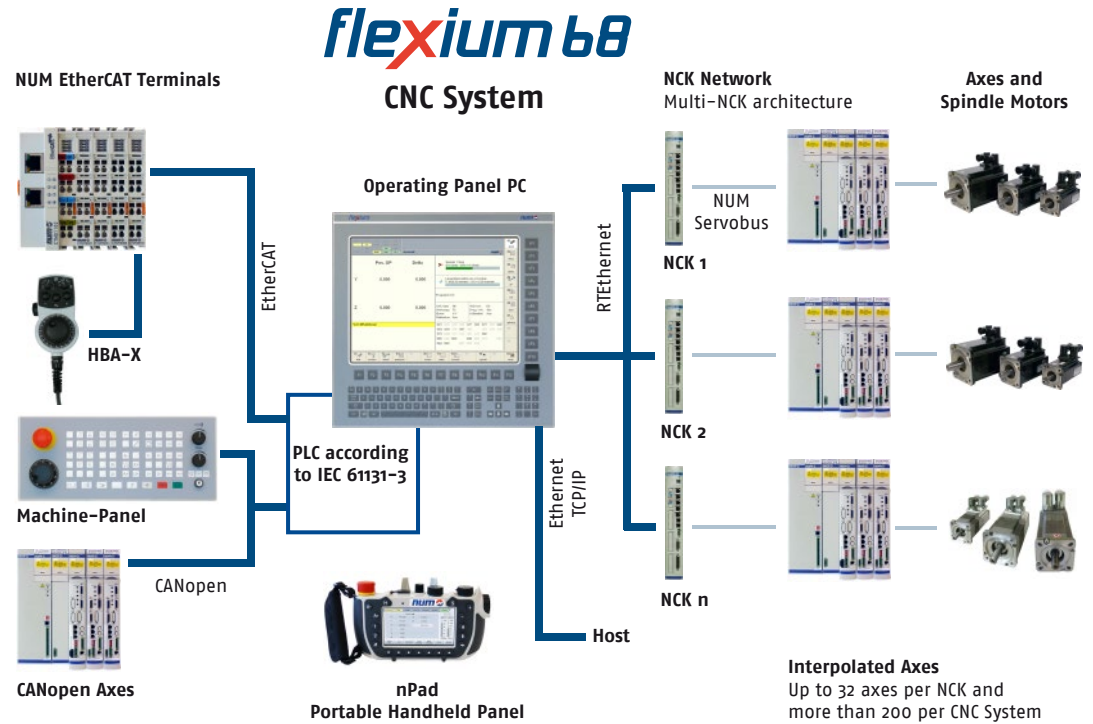 flexium 68
CNC System
NUM EtherCAT Terminals
NCK Network
Multi-NCK architecture
Axes and
Spindle Motors
Operating Panel PC
flexium
num
EtherCAT
RTEthernet
NUM
Servobus
NCK 1
HBA-X
NCK 2
PLC according
to IEC 61131-3
Machine-Panel
Ethernet
TCP/IP
CANopen
num
NCK n
Host
CANopen Axes
nPad
Portable Handheld Panel
Interpolated Axes
Up to 32 axes per NCK and
more than 200 per CNC System